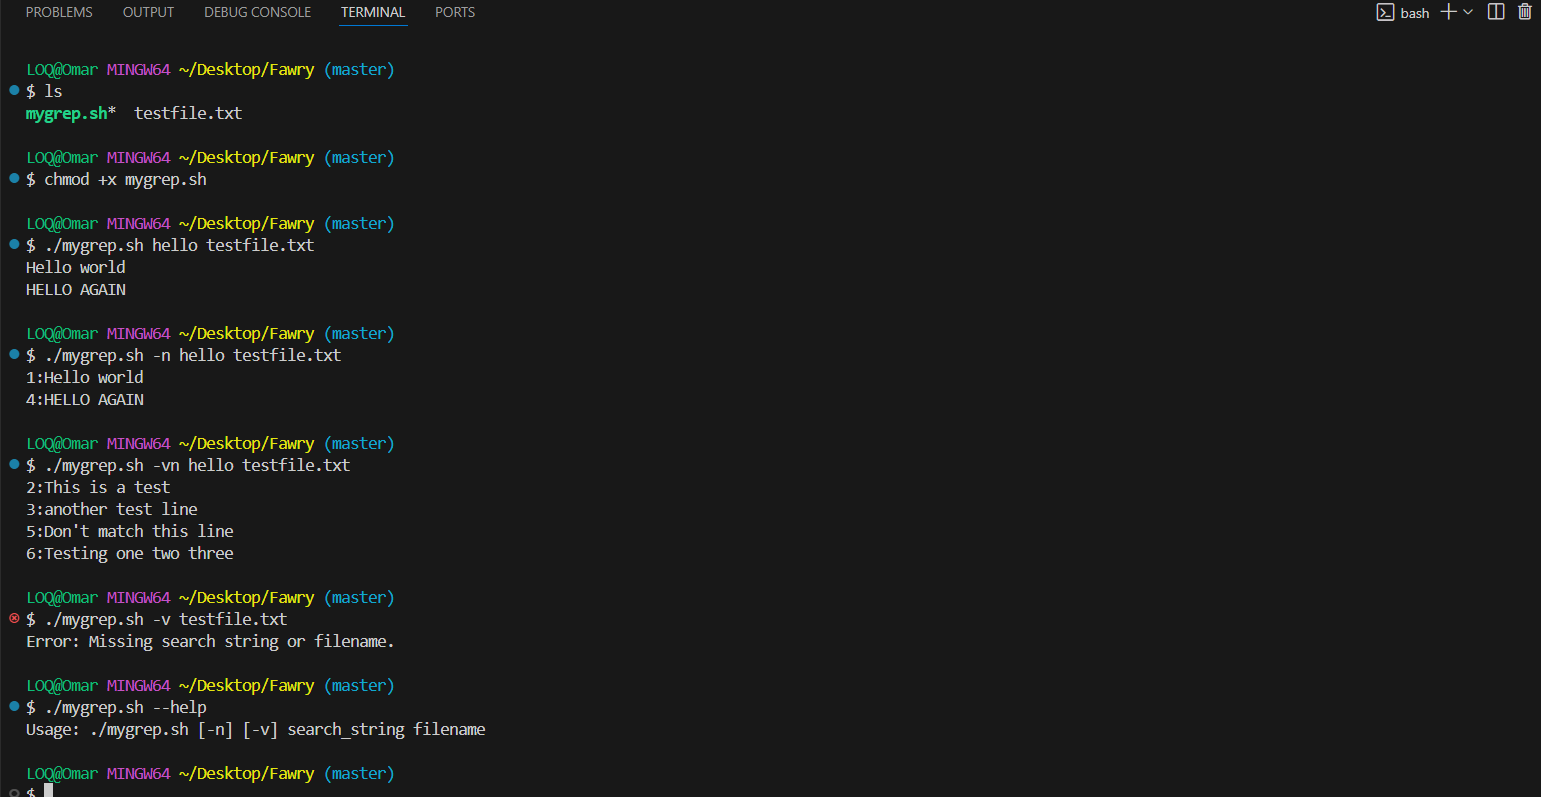 PROBLEMS OUTPUT DEBUG CONSOLE TERMINAL PORTS bash
LOQ@Omar MINGW64 ~/Desktop/Fawry (master)
$ ls
mygrep.sh* testfile.txt
LOQ@Omar MINGW64 ~/Desktop/Fawry (master)
$ chmod +x mygrep.sh
LOQ@Omar MINGW64 ~/Desktop/Fawry (master)
$ ./mygrep.sh hello testfile.txt
Hello world
HELLO AGAIN
LOQ@Omar MINGW64 ~/Desktop/Fawry (master)
$ ./mygrep.sh -n hello testfile.txt
1:Hello world
4:HELLO AGAIN
LOQ@Omar MINGW64 ~/Desktop/Fawry (master)
$ ./mygrep.sh -vn hello testfile.txt
2:This is a test
3:another test line
5:Don't match this line
6:Testing one two three
LOQ@Omar MINGW64 ~/Desktop/Fawry (master)
$ ./mygrep.sh -v testfile.txt
Error: Missing search string or filename.
LOQ@Omar MINGW64 ~/Desktop/Fawry (master)
$ ./mygrep.sh --help
Usage: ./mygrep.sh [-n] [-v] search_string filename
LOQ@Omar MINGW64 ~/Desktop/Fawry (master)
$